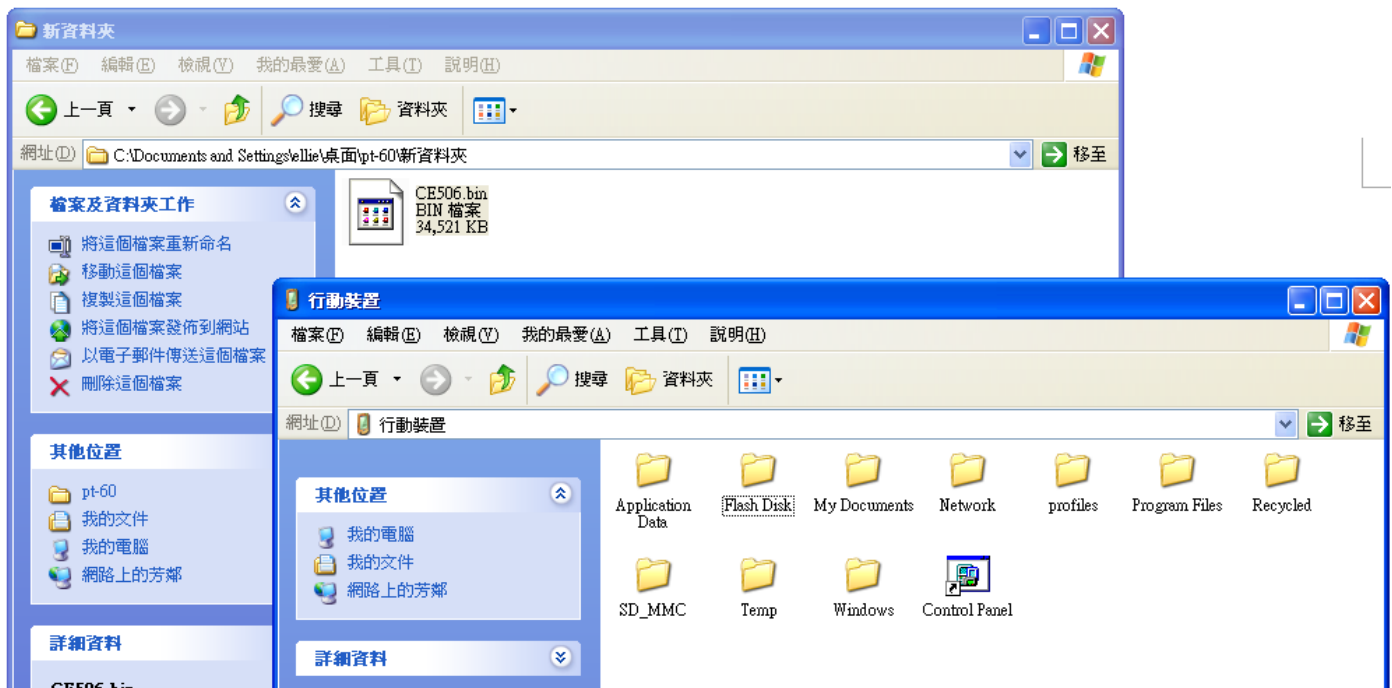 新資料夾
檔案(F) 編輯(E) 檢視(V) 我的最愛(A) 工具(T) 說明(H)
上一頁 搜尋 資料夾
網址(D) C:\Documents and Settings\ellie\桌面\pt-60\新資料夾 移至
檔案及資料夾工作
將這個檔案重新命名
移動這個檔案
複製這個檔案
將這個檔案發佈到網站
以電子郵件傳送這個檔案
刪除這個檔案
其他位置
pt-60
我的文件
我的電腦
網路上的芳鄰
詳細資料
CE506.bin
CE506.bin
BIN 檔案
34,521 KB
行動裝置
檔案(F) 編輯(E) 檢視(V) 我的最愛(A) 工具(T) 說明(H)
上一頁 搜尋 資料夾
網址(D) 行動裝置 移至
其他位置
我的電腦
我的文件
網路上的芳鄰
詳細資料
Application Flash Disk My Documents Network profiles Program Files Recycled
Data
SD_MMC Temp Windows Control Panel